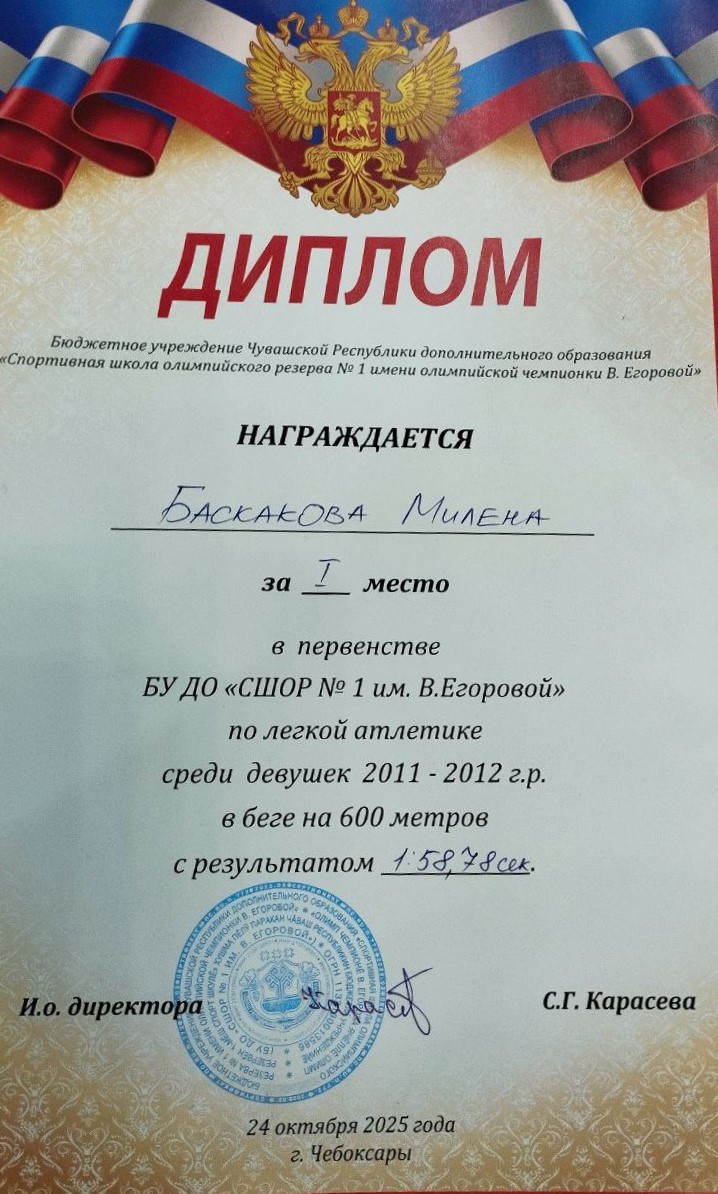 ДИПЛОМ
Бюджетное учреждение Чувашской Республики дополнительного образования
«Спортивная школа олимпийского резерва № 1 имени олимпийской чемпионки В. Егоровой»
НАГРАЖДАЕТСЯ
БАСКАКОВА МИЛЕНА
за I место
в первенстве
БУ ДО «СШОР № 1 им. В.Егоровой»
по легкой атлетике
среди девушек 2011 - 2012 г.р.
в беге на 600 метров
с результатом 1:58,78 сек.
И.о. директора
С.Г. Карасева
24 октября 2025 года
г. Чебоксары